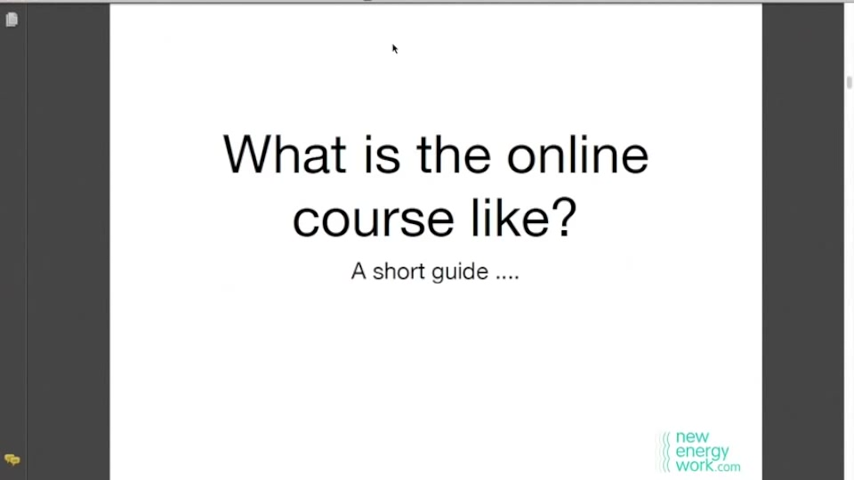 What is the online
course like?
A short guide ....
new
energy
work.com